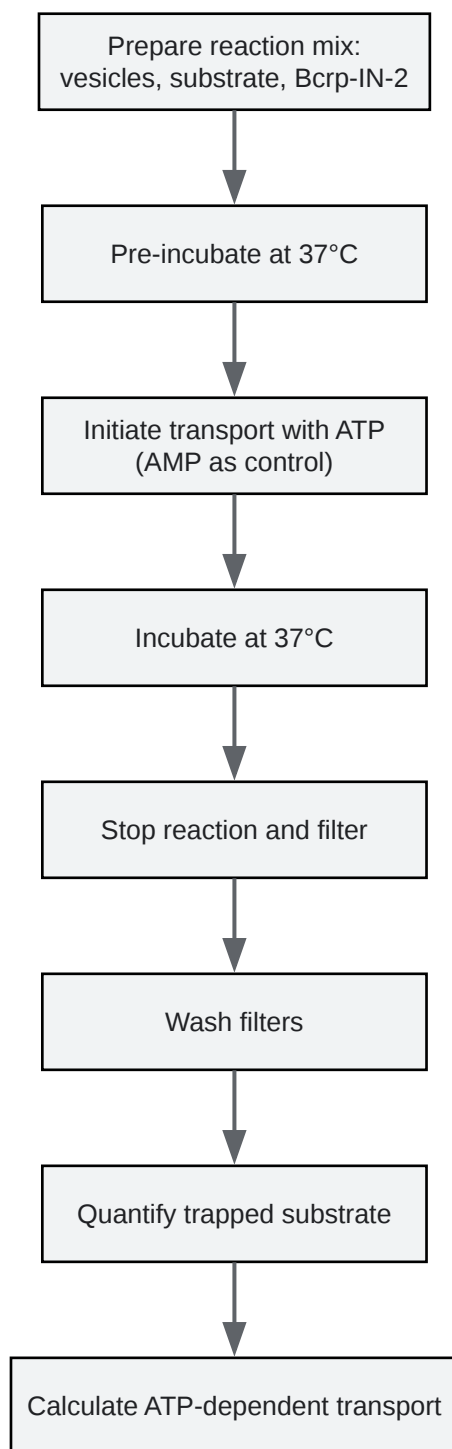 Prepare reaction mix:
vesicles, substrate, Bcrp-IN-2
Pre-incubate at 37°C
Initiate transport with ATP
(AMP as control)
Incubate at 37°C
Stop reaction and filter
Wash filters
Quantify trapped substrate
Calculate ATP-dependent transport